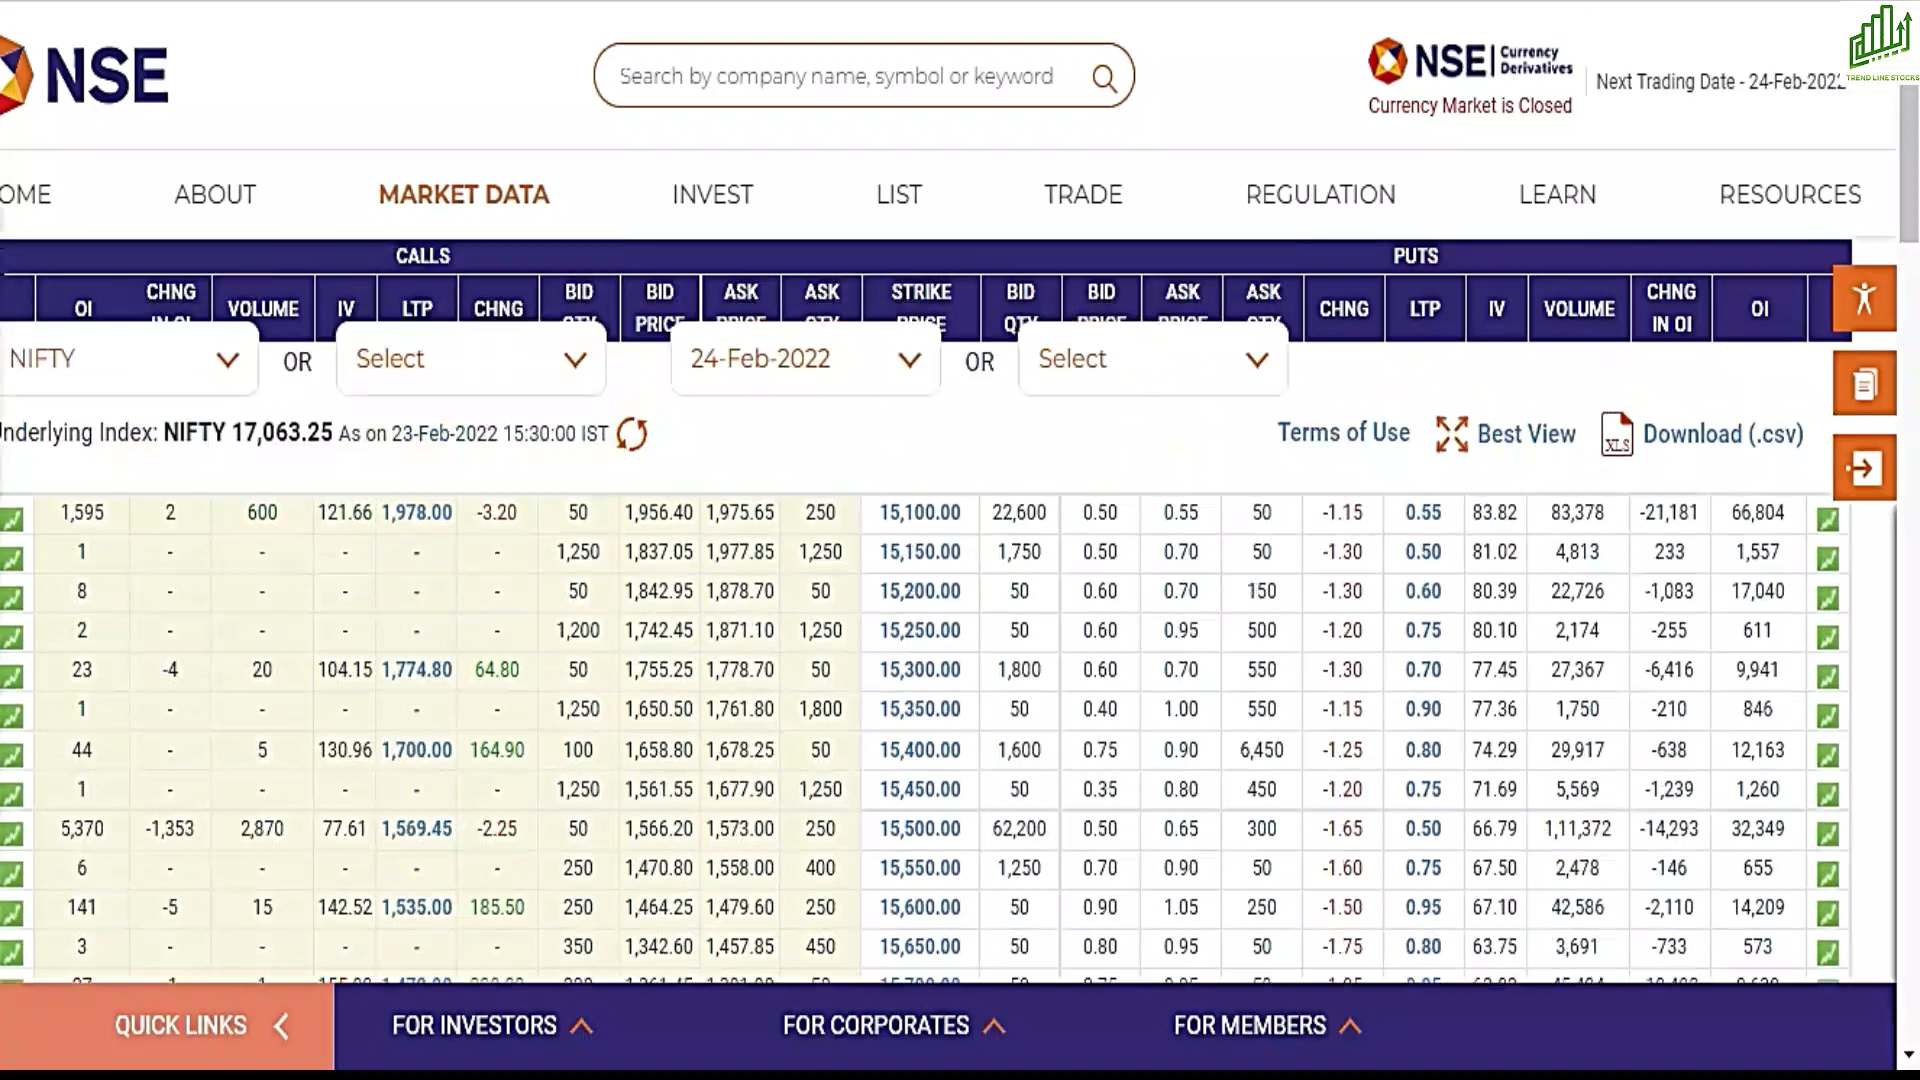 NSE
Search by company name, symbol or keyword
NSE | Currency Derivatives
Currency Market is Closed
Next Trading Date - 24-Feb-2022
TREND LINE STOCKS
OME ABOUT MARKET DATA INVEST LIST TRADE REGULATION LEARN RESOURCES
CALLS PUTS
OI CHNG IN OI VOLUME IV LTP CHNG BID QTY BID PRICE ASK PRICE ASK QTY STRIKE PRICE BID QTY BID PRICE ASK PRICE ASK QTY CHNG LTP IV VOLUME CHNG IN OI OI
NIFTY OR Select 24-Feb-2022 OR Select
Underlying Index: NIFTY 17,063.25 As on 23-Feb-2022 15:30:00 IST Terms of Use Best View XLS Download (.csv)
1,595 2 600 121.66 1,978.00 -3.20 50 1,956.40 1,975.65 250 15,100.00 22,600 0.50 0.55 50 -1.15 0.55 83.82 83,378 -21,181 66,804
1 - - - - - 1,250 1,837.05 1,977.85 1,250 15,150.00 1,750 0.50 0.70 50 -1.30 0.50 81.02 4,813 233 1,557
8 - - - - - 50 1,842.95 1,878.70 50 15,200.00 50 0.60 0.70 150 -1.30 0.60 80.39 22,726 -1,083 17,040
2 - - - - - 1,200 1,742.45 1,871.10 1,250 15,250.00 50 0.60 0.95 500 -1.20 0.75 80.10 2,174 -255 611
23 -4 20 104.15 1,774.80 64.80 50 1,755.25 1,778.70 50 15,300.00 1,800 0.60 0.70 550 -1.30 0.70 77.45 27,367 -6,416 9,941
1 - - - - - 1,250 1,650.50 1,761.80 1,800 15,350.00 50 0.40 1.00 550 -1.15 0.90 77.36 1,750 -210 846
44 - 5 130.96 1,700.00 164.90 100 1,658.80 1,678.25 50 15,400.00 1,600 0.75 0.90 6,450 -1.25 0.80 74.29 29,917 -638 12,163
1 - - - - - 1,250 1,561.55 1,677.90 1,250 15,450.00 50 0.35 0.80 450 -1.20 0.75 71.69 5,569 -1,239 1,260
5,370 -1,353 2,870 77.61 1,569.45 -2.25 50 1,566.20 1,573.00 250 15,500.00 62,200 0.50 0.65 300 -1.65 0.50 66.79 1,11,372 -14,293 32,349
6 - - - - - 250 1,470.80 1,558.00 400 15,550.00 1,250 0.70 0.90 50 -1.60 0.75 67.50 2,478 -146 655
141 -5 15 142.52 1,535.00 185.50 250 1,464.25 1,479.60 250 15,600.00 50 0.90 1.05 250 -1.50 0.95 67.10 42,586 -2,110 14,209
3 - - - - - 350 1,342.60 1,457.85 450 15,650.00 50 0.80 0.95 50 -1.75 0.80 63.75 3,691 -733 573
QUICK LINKS FOR INVESTORS FOR CORPORATES FOR MEMBERS